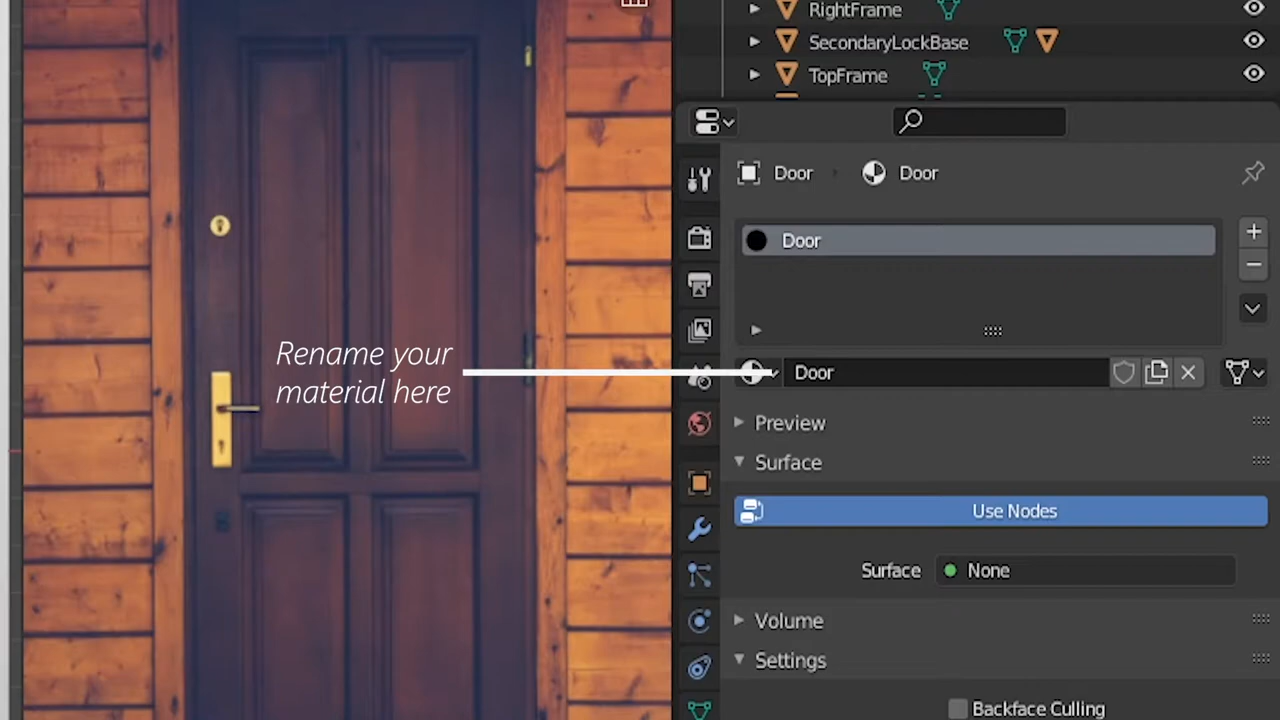 RightFrame
SecondaryLockBase
TopFrame
Door Door
Door
Rename your
material here
Door
Preview
Surface
Use Nodes
Surface None
Volume
Settings
Backface Culling